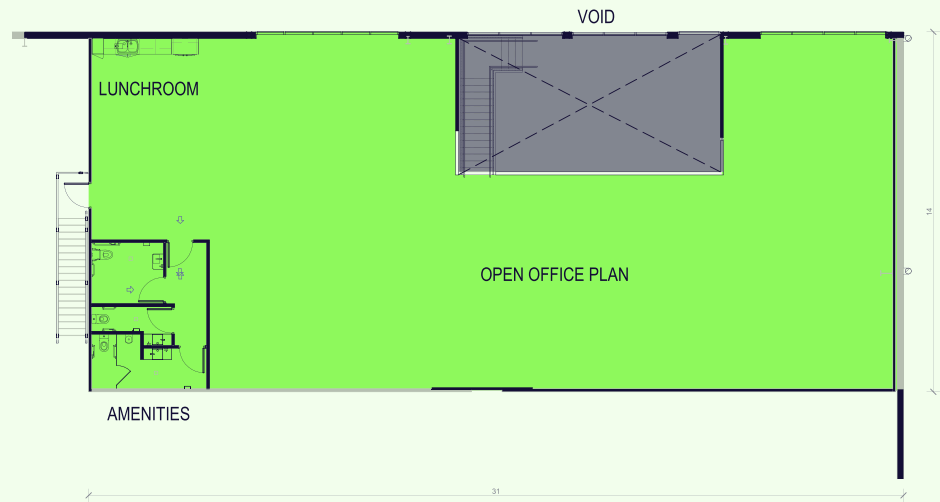 VOID
LUNCHROOM
14
OPEN OFFICE PLAN
AMENITIES
31